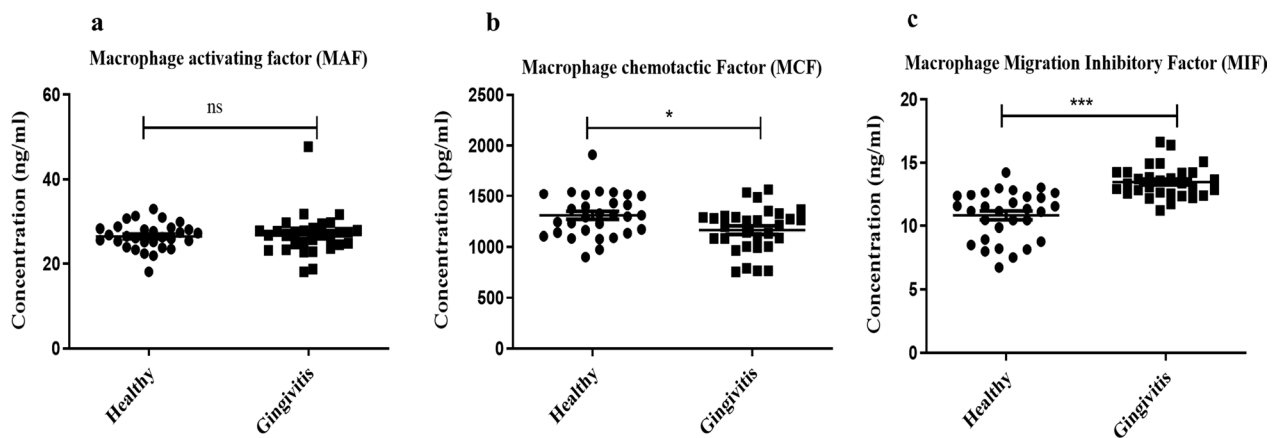 a
Macrophage activating factor (MAF)
Concentration (ng/ml)
60
40
20
0
ns
Healthy
Gingivitis
b
Macrophage chemotactic Factor (MCF)
Concentration (pg/ml)
2500
2000
1500
1000
500
0
*
Healthy
Gingivitis
c
Macrophage Migration Inhibitory Factor (MIF)
Concentration (ng/ml)
20
15
10
5
0
***
Healthy
Gingivitis